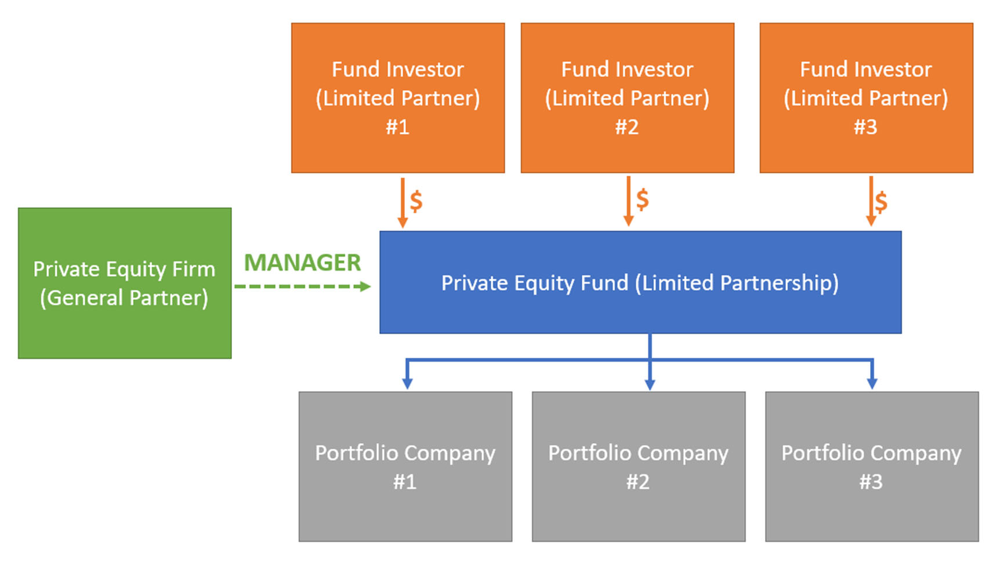 Fund Investor
(Limited Partner)
#1
Fund Investor
(Limited Partner)
#2
Fund Investor
(Limited Partner)
#3
$
$
$
Private Equity Firm
(General Partner)
MANAGER
Private Equity Fund (Limited Partnership)
Portfolio Company
#1
Portfolio Company
#2
Portfolio Company
#3